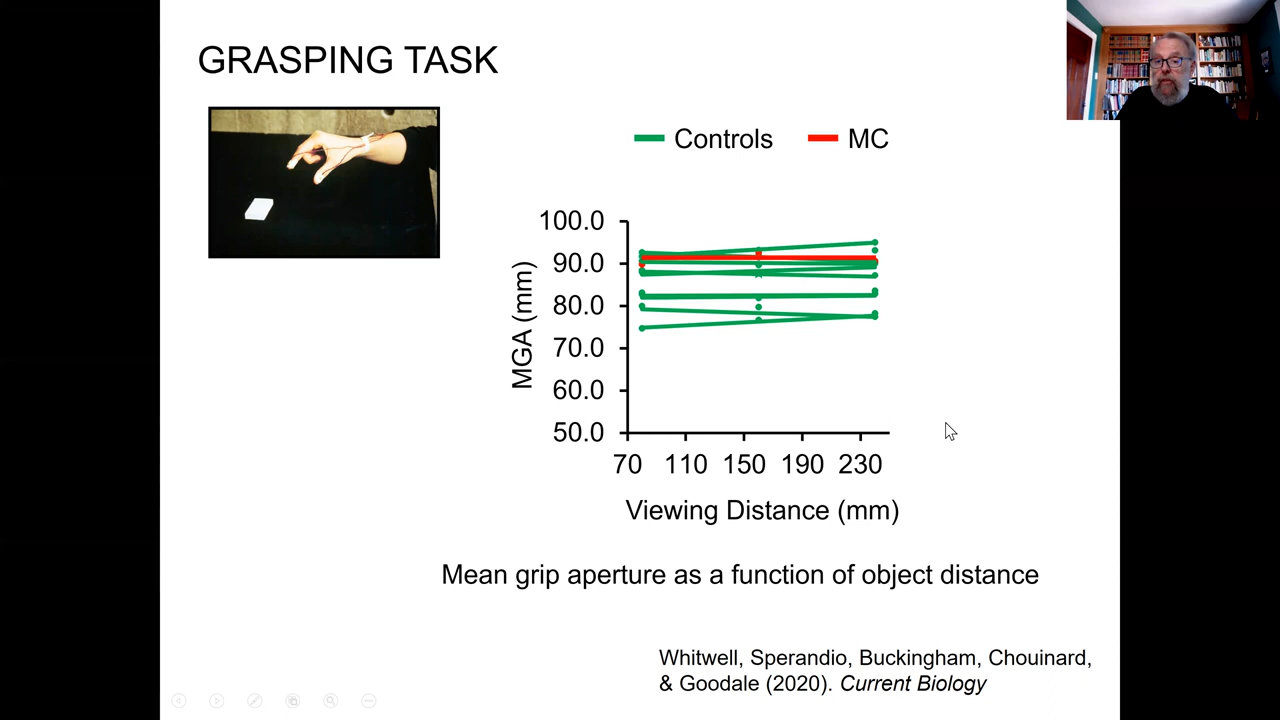 GRASPING TASK
Controls
MC
100.0
90.0
80.0
70.0
60.0
50.0
MGA (mm)
70 110 150 190 230
Viewing Distance (mm)
Mean grip aperture as a function of object distance
Whitwell, Sperandio, Buckingham, Chouinard,
& Goodale (2020). Current Biology